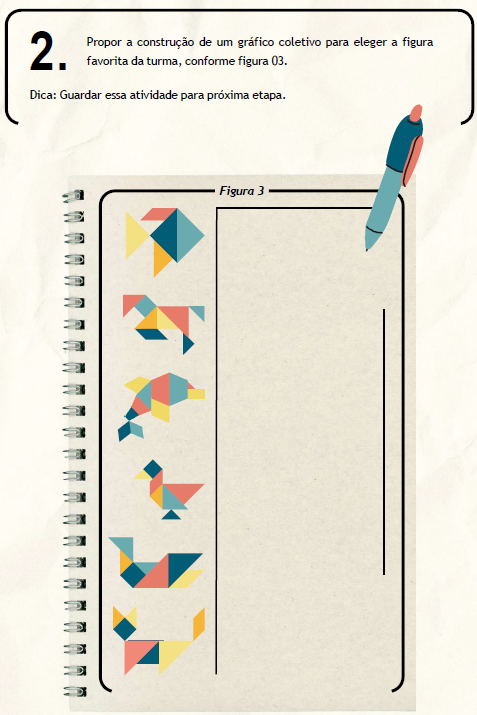 2.
Propor a construção de um gráfico coletivo para eleger a figura
favorita da turma, conforme figura 03.
Dica: Guardar essa atividade para próxima etapa.
Figura 3